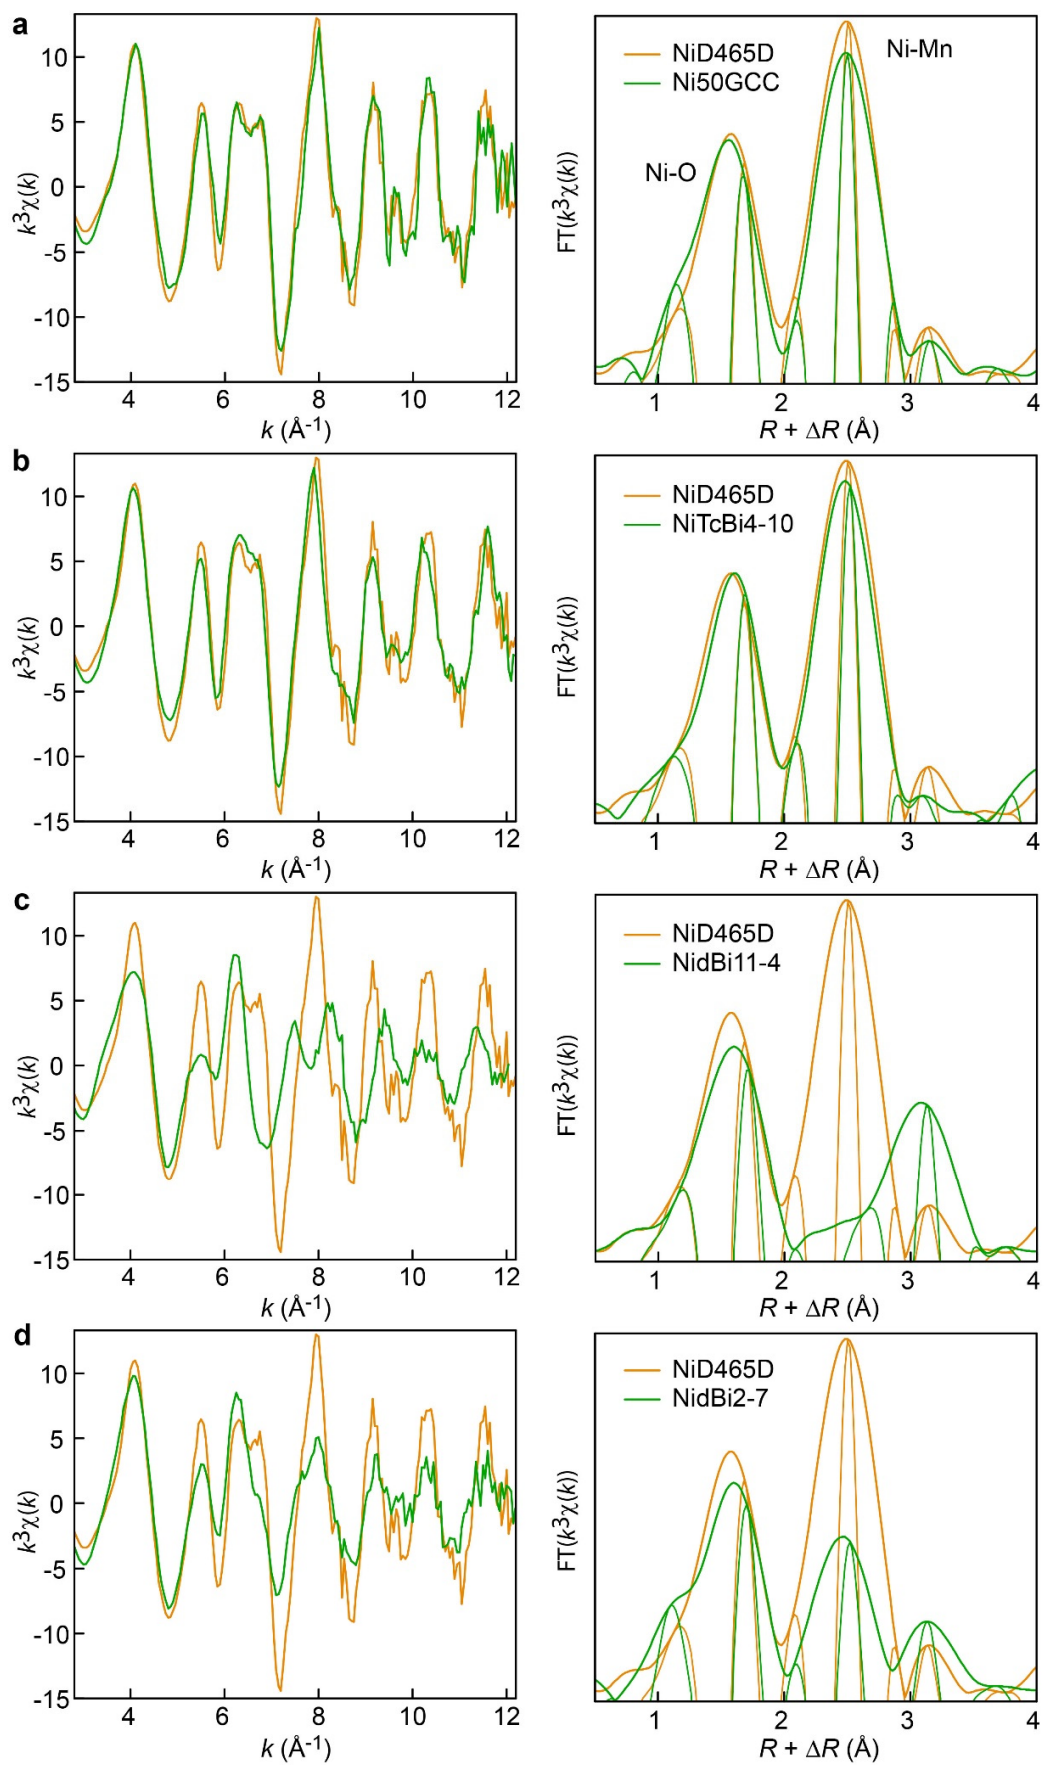 a
10
5
0
-5
-10
-15
4 6 8 10 12
k³χ(k)
k (Å⁻¹)
NiD465D
Ni50GCC
Ni-Mn
Ni-O
FT(k³χ(k))
1 2 3 4
R + ΔR (Å)
b
10
5
0
-5
-10
-15
4 6 8 10 12
k³χ(k)
k (Å⁻¹)
NiD465D
NiTcBi4-10
FT(k³χ(k))
1 2 3 4
R + ΔR (Å)
c
10
5
0
-5
-10
-15
4 6 8 10 12
k³χ(k)
k (Å⁻¹)
NiD465D
NidBi11-4
FT(k³χ(k))
1 2 3 4
R + ΔR (Å)
d
10
5
0
-5
-10
-15
4 6 8 10 12
k³χ(k)
k (Å⁻¹)
NiD465D
NidBi2-7
FT(k³χ(k))
1 2 3 4
R + ΔR (Å)